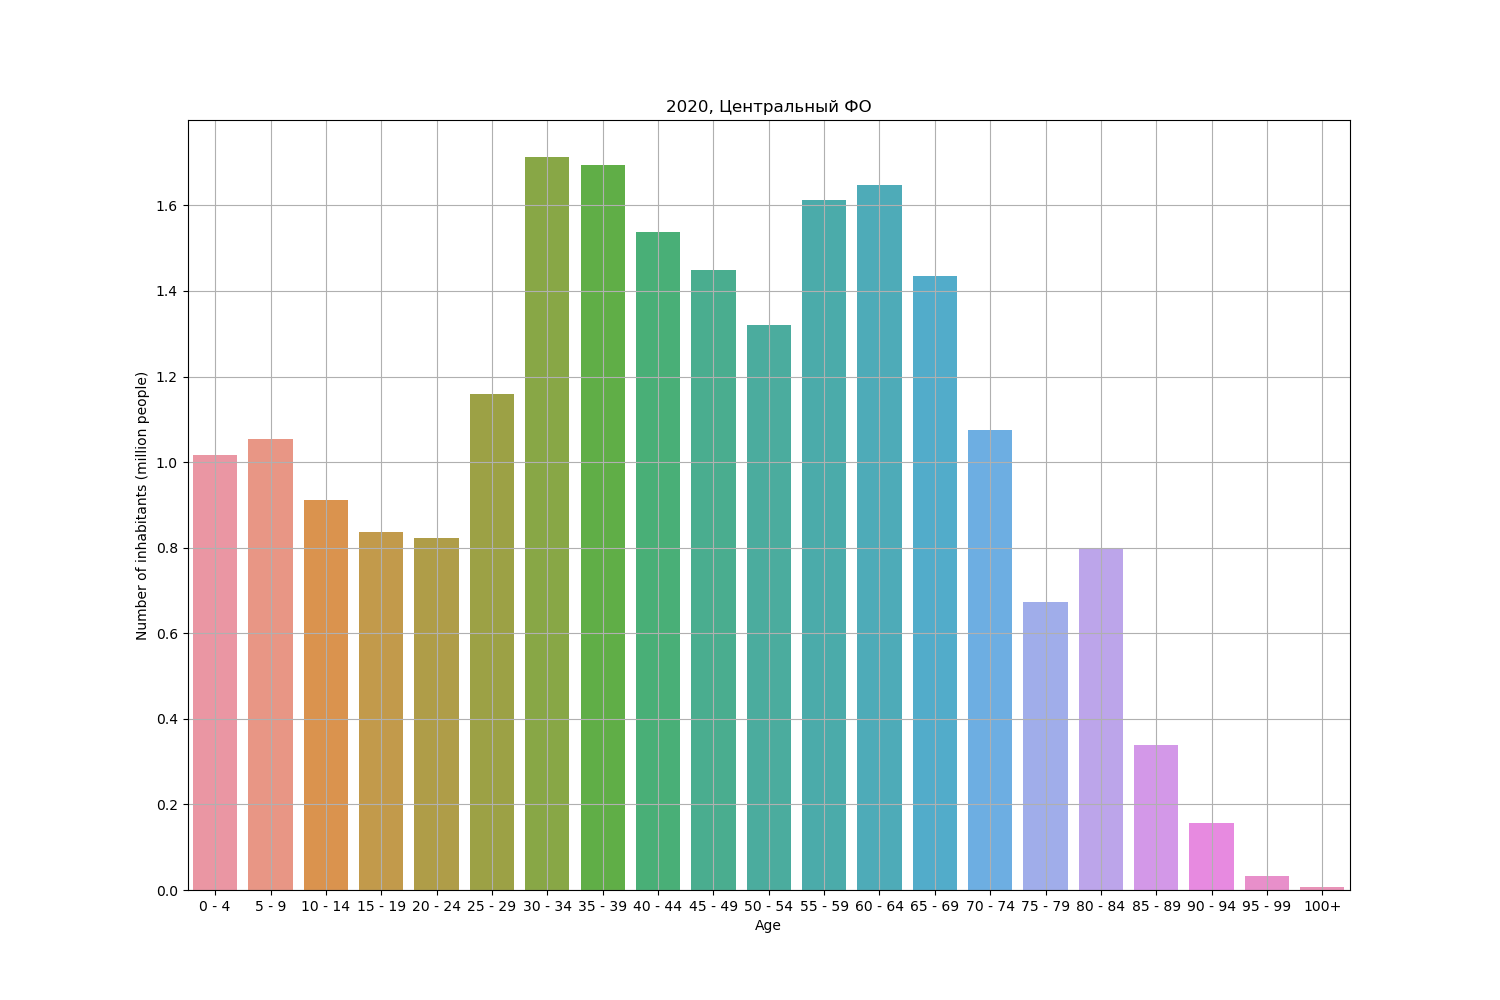 2020, Центральный ФО
Number of inhabitants (million people)
1.6
1.4
1.2
1.0
0.8
0.6
0.4
0.2
0.0
0 - 4 5 - 9 10 - 14 15 - 19 20 - 24 25 - 29 30 - 34 35 - 39 40 - 44 45 - 49 50 - 54 55 - 59 60 - 64 65 - 69 70 - 74 75 - 79 80 - 84 85 - 89 90 - 94 95 - 99 100+
Age